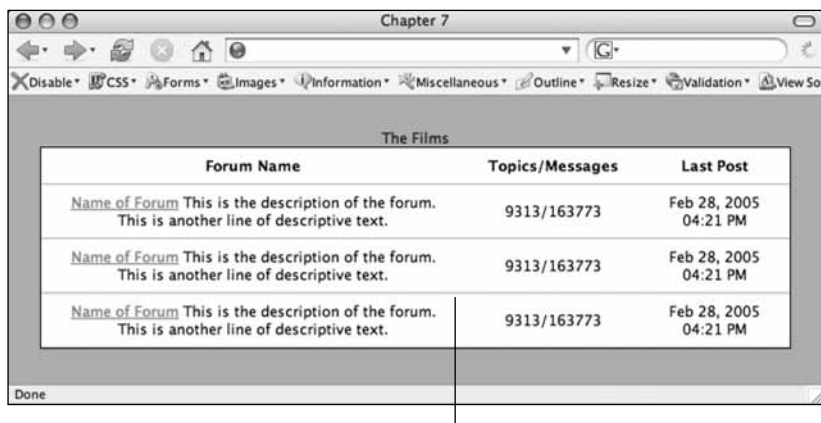 Chapter 7
G
Disable CSS Forms Images Information Miscellaneous Outline Resize Validation View So
The Films
Forum Name Topics/Messages Last Post
Name of Forum This is the description of the forum. This is another line of descriptive text. 9313/163773 Feb 28, 2005 04:21 PM
Name of Forum This is the description of the forum. This is another line of descriptive text. 9313/163773 Feb 28, 2005 04:21 PM
Name of Forum This is the description of the forum. This is another line of descriptive text. 9313/163773 Feb 28, 2005 04:21 PM
Done